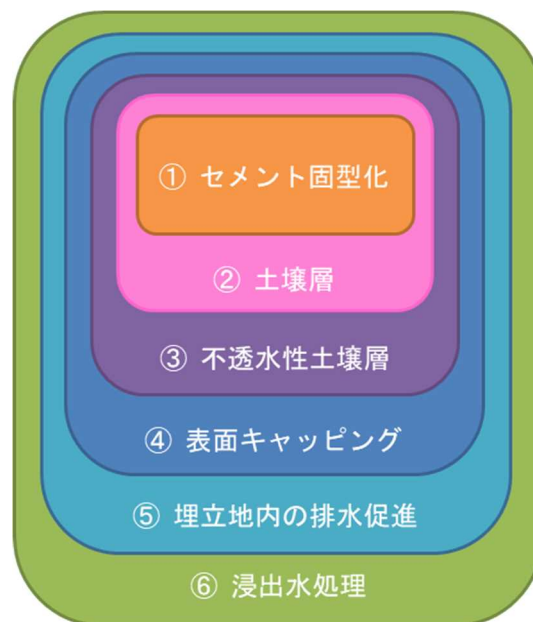 ① セメント固型化
② 土壌層
③ 不透水性土壌層
④ 表面キャッピング
⑤ 埋立地内の排水促進
⑥ 浸出水処理